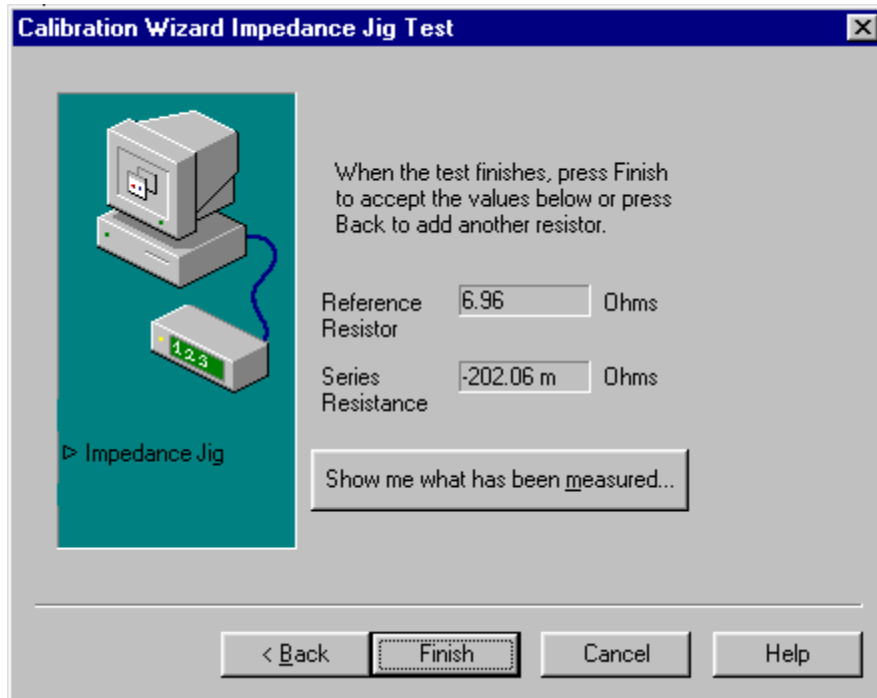 Calibration Wizard Impedance Jig Test
When the test finishes, press Finish
to accept the values below or press
Back to add another resistor.
Reference
Resistor
6.96
Ohms
Series
Resistance
-202.06 m
Ohms
123
▷ Impedance Jig
Show me what has been measured...
< Back
Finish
Cancel
Help